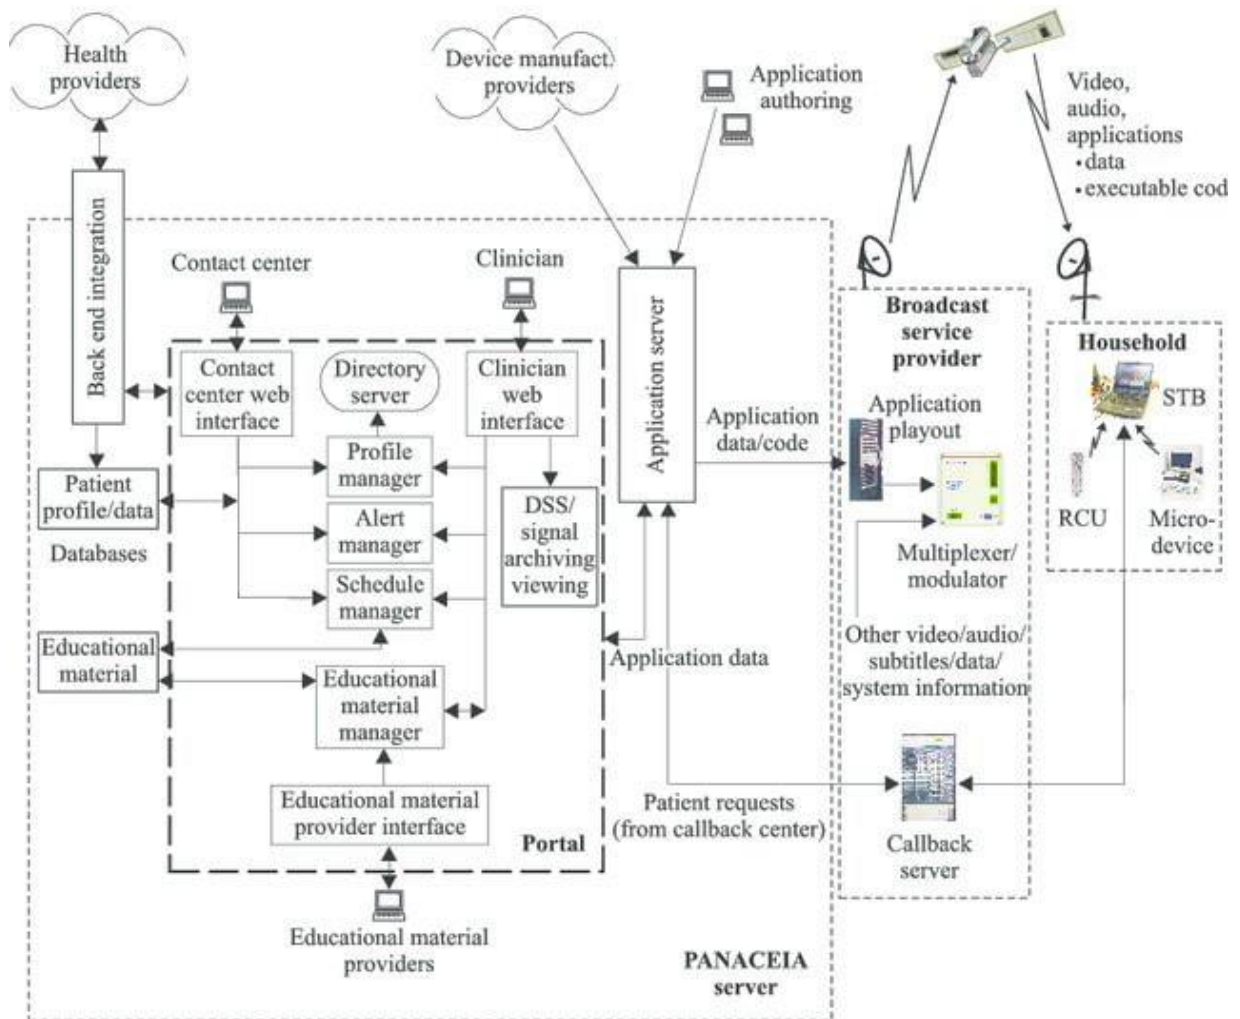 Health
providers
Device manufact.
providers
Application
authoring
Video,
audio,
applications
• data
• executable cod
Back end integration
Contact center
Clinician
Application server
Contact
center web
interface
Directory
server
Clinician
web
interface
Profile
manager
Alert
manager
Schedule
manager
DSS/
signal
archiving
viewing
Patient
profile/data
Databases
Educational
material
Educational
material
manager
Educational material
provider interface
Portal
Educational material
providers
PANACEIA
server
Application
data/code
Application data
Patient requests
(from callback center)
Broadcast
service
provider
Application
playout
Multiplexer/
modulator
Other video/audio/
subtitles/data/
system information
Callback
server
Household
STB
RCU
Micro-
device